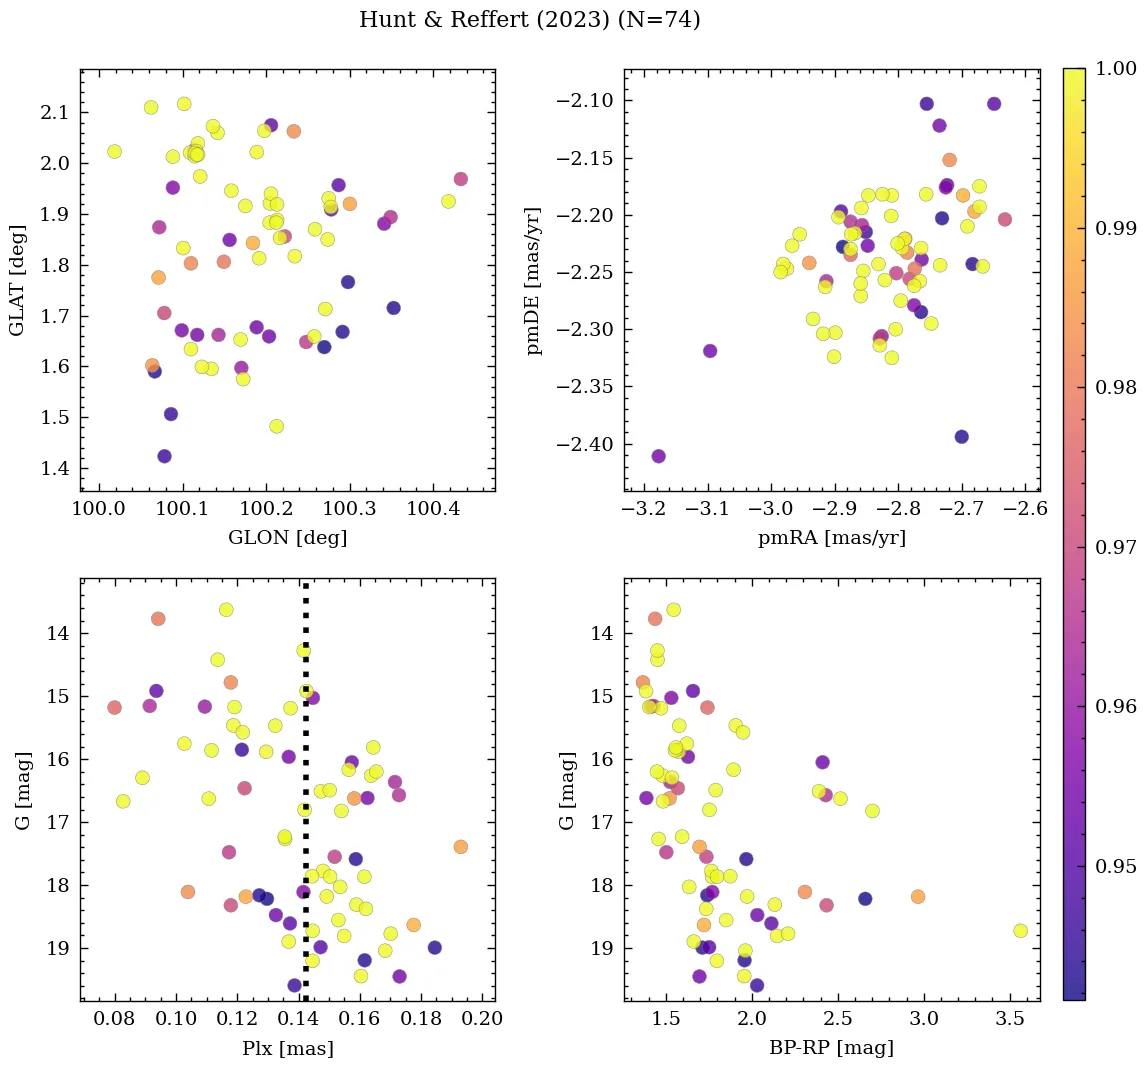 Hunt & Reffert (2023) (N=74)
2.1
2.0
1.9
1.8
1.7
1.6
1.5
1.4
GLAT [deg]
100.0 100.1 100.2 100.3 100.4
GLON [deg]
−2.10
−2.15
−2.20
−2.25
−2.30
−2.35
−2.40
pmDE [mas/yr]
−3.2 −3.1 −3.0 −2.9 −2.8 −2.7 −2.6
pmRA [mas/yr]
14
15
16
17
18
19
G [mag]
0.08 0.10 0.12 0.14 0.16 0.18 0.20
Plx [mas]
14
15
16
17
18
19
G [mag]
1.5 2.0 2.5 3.0 3.5
BP-RP [mag]
1.00
0.99
0.98
0.97
0.96
0.95